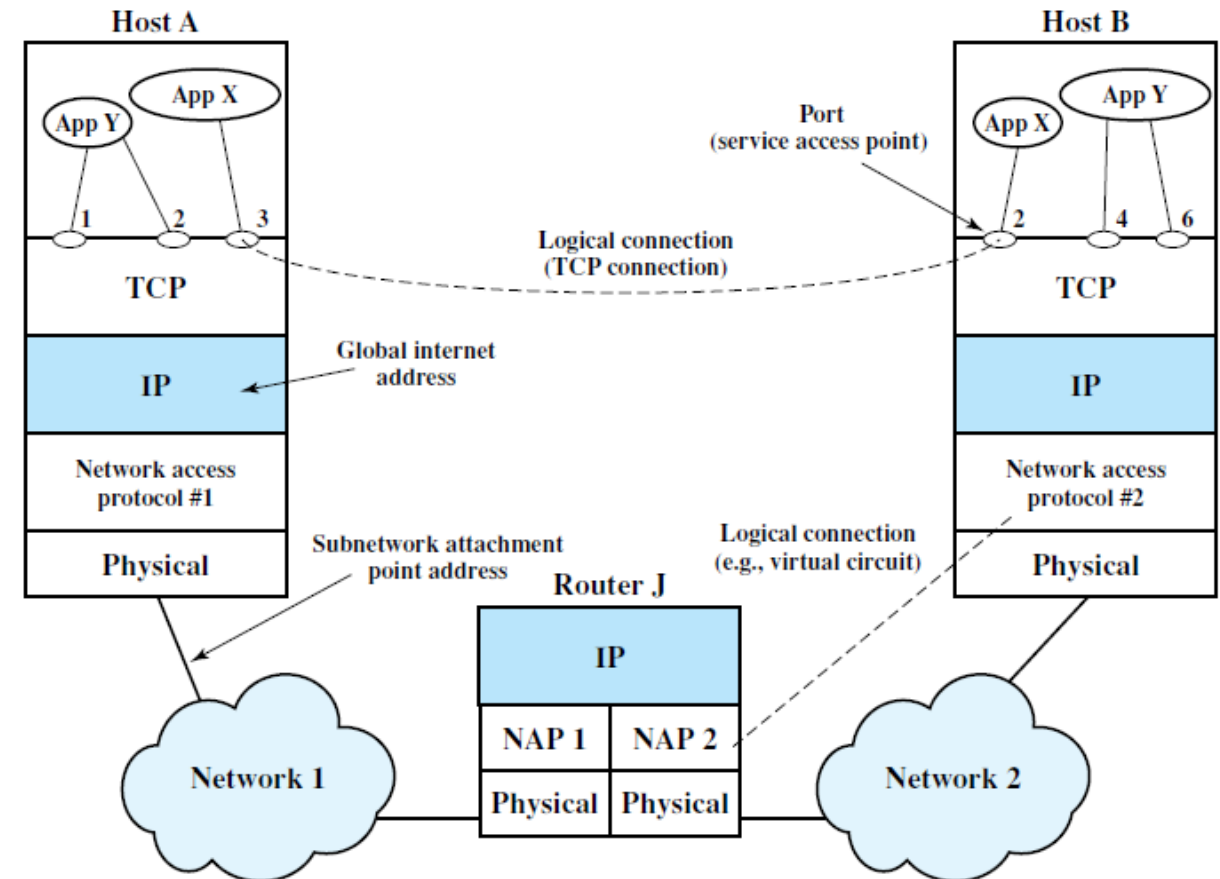 Host A
Host B
App X
App Y
App Y
App X
Port
(service access point)
1
2
3
2
4
6
Logical connection
(TCP connection)
TCP
TCP
Global internet
address
IP
IP
Network access
protocol #1
Network access
protocol #2
Subnetwork attachment
point address
Logical connection
(e.g., virtual circuit)
Physical
Physical
Router J
IP
NAP 1
NAP 2
Network 1
Network 2
Physical
Physical